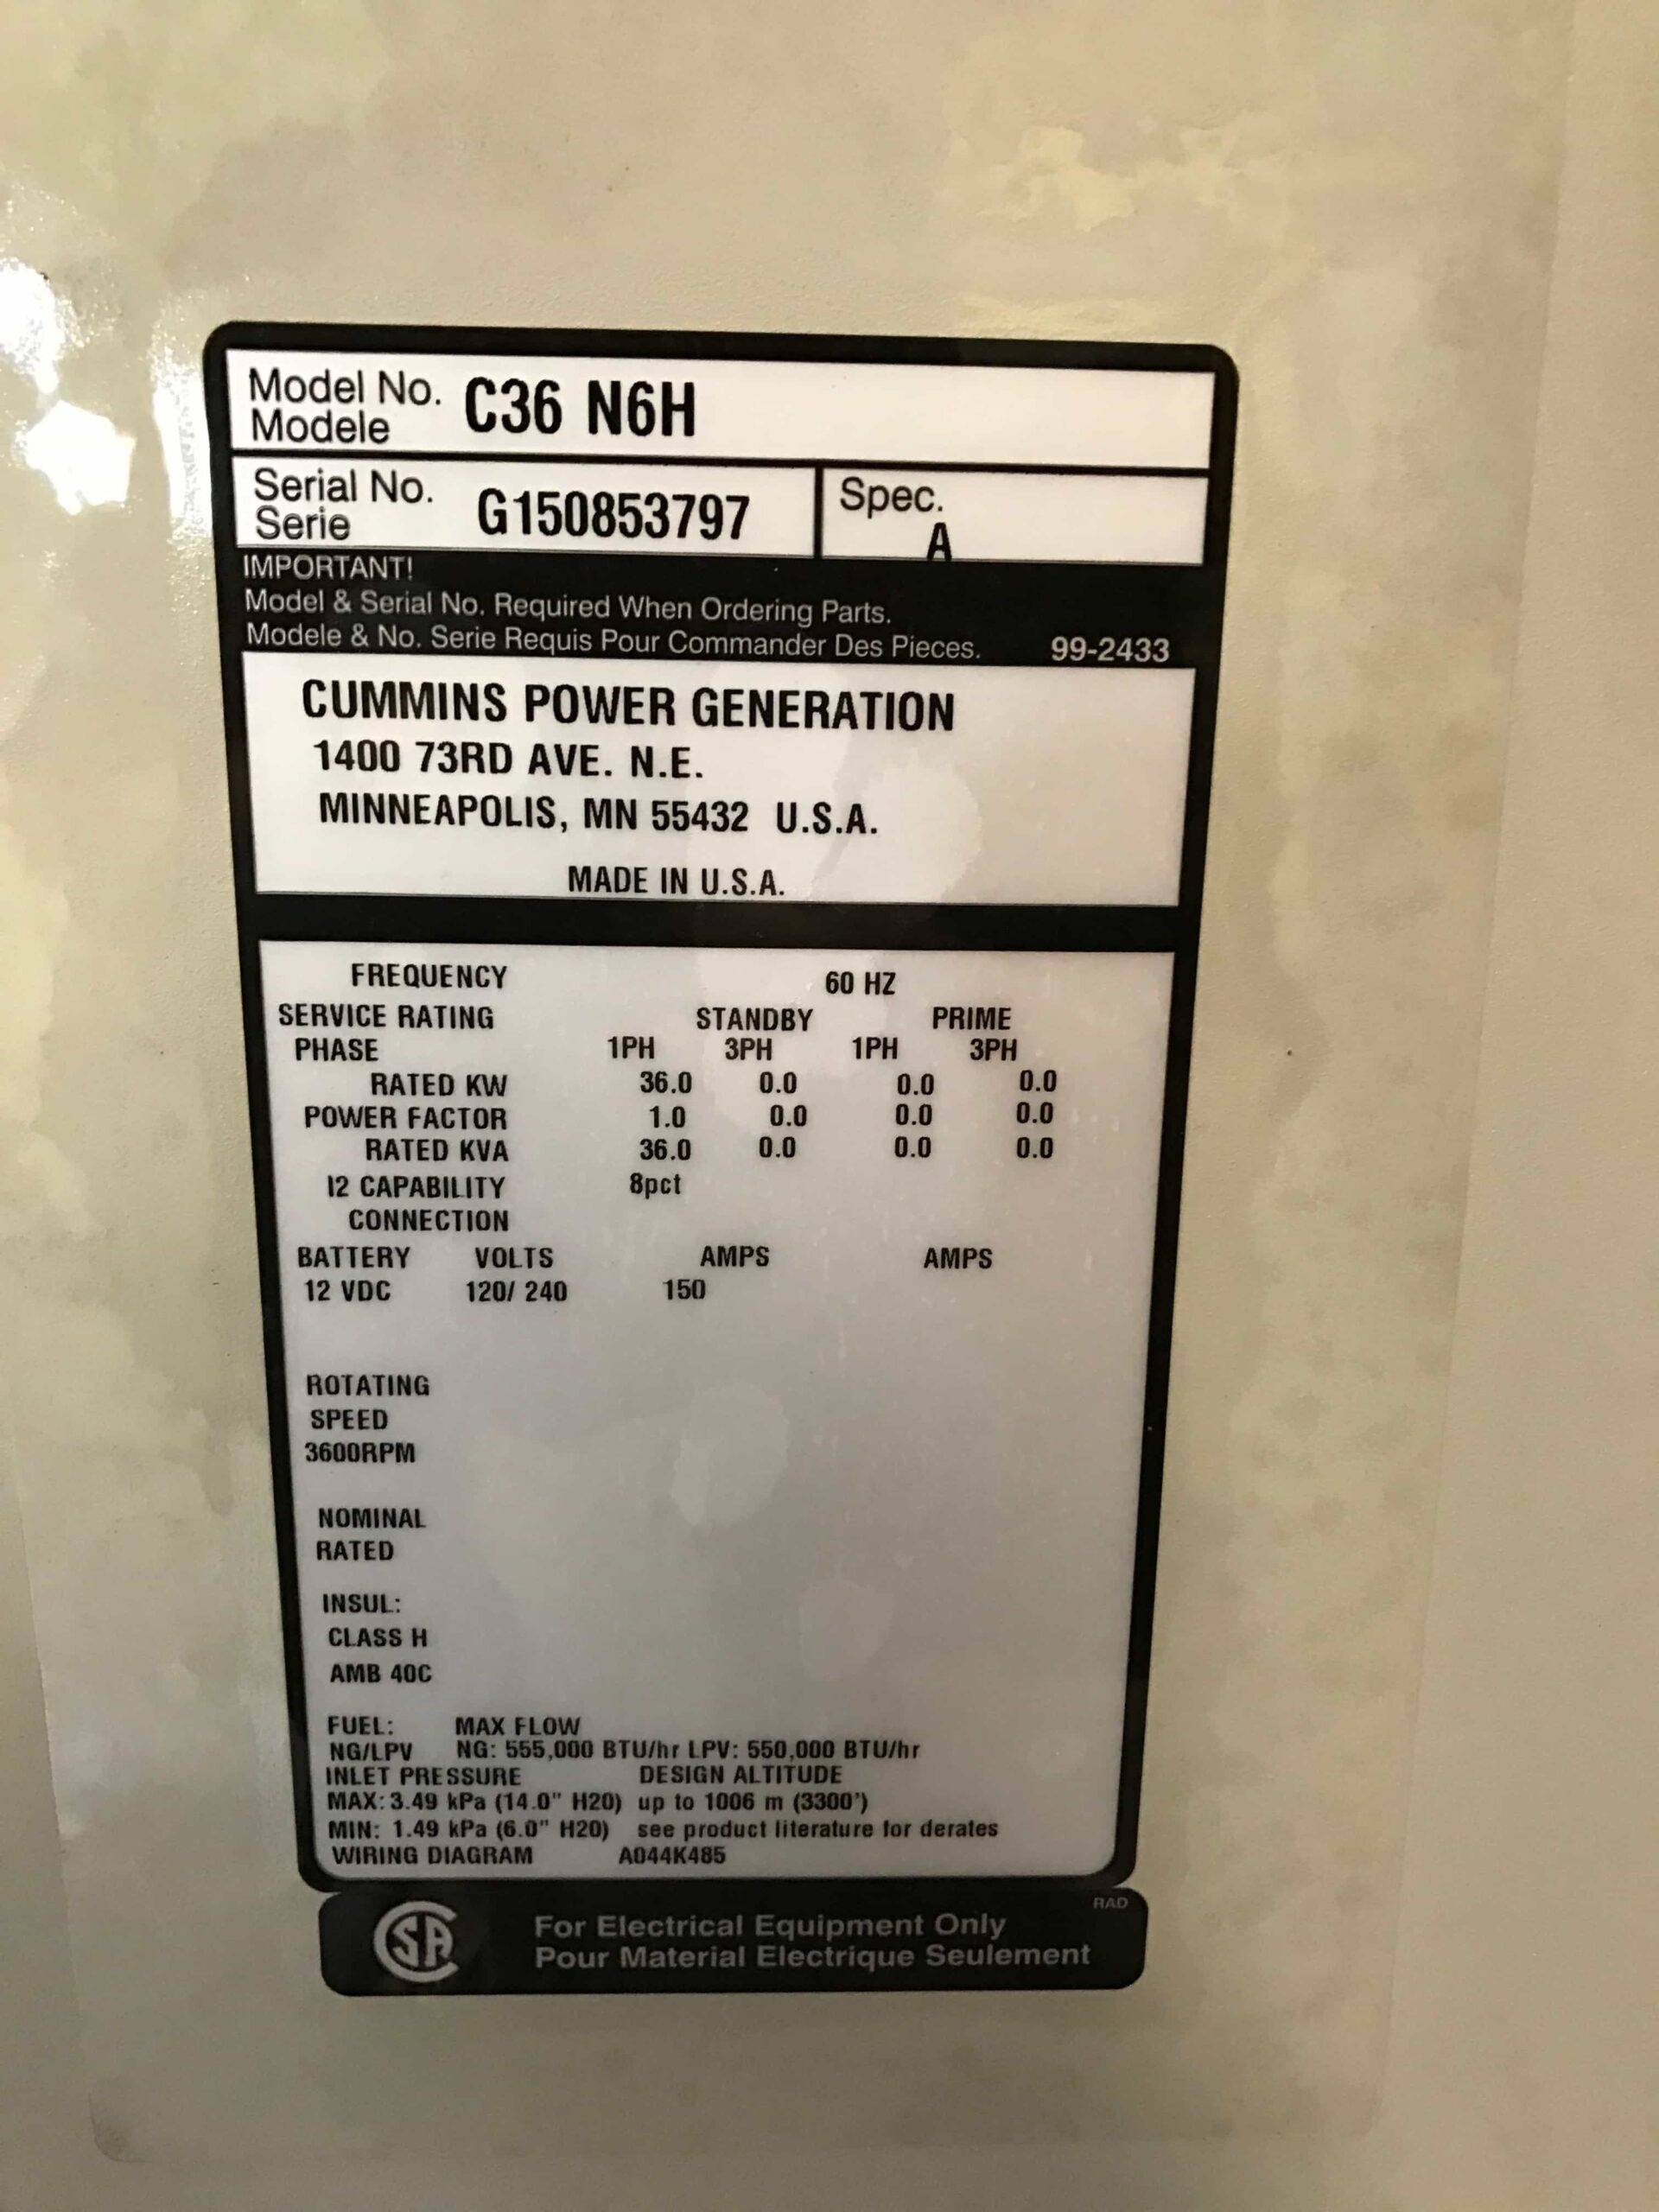 Model No. C36 N6H
Modele
Serial No. G150853797 Spec.
Serie A
IMPORTANT!
Model & Serial No. Required When Ordering Parts.
Modele & No. Serie Requis Pour Commander Des Pieces. 99-2433
CUMMINS POWER GENERATION
1400 73RD AVE. N.E.
MINNEAPOLIS, MN 55432 U.S.A.
MADE IN U.S.A.
FREQUENCY 60 HZ
SERVICE RATING STANDBY PRIME
PHASE 1PH 3PH 1PH 3PH
RATED KW 36.0 0.0 0.0 0.0
POWER FACTOR 1.0 0.0 0.0 0.0
RATED KVA 36.0 0.0 0.0 0.0
I2 CAPABILITY 8pct
CONNECTION
BATTERY VOLTS AMPS AMPS
12 VDC 120/ 240 150
ROTATING
SPEED
3600RPM
NOMINAL
RATED
INSUL:
CLASS H
AMB 40C
FUEL: MAX FLOW
NG/LPV NG: 555,000 BTU/hr LPV: 550,000 BTU/hr
INLET PRESSURE DESIGN ALTITUDE
MAX: 3.49 kPa (14.0" H20) up to 1006 m (3300')
MIN: 1.49 kPa (6.0" H20) see product literature for derates
WIRING DIAGRAM A044K485
RAD
SA For Electrical Equipment Only
Pour Material Electrique Seulement